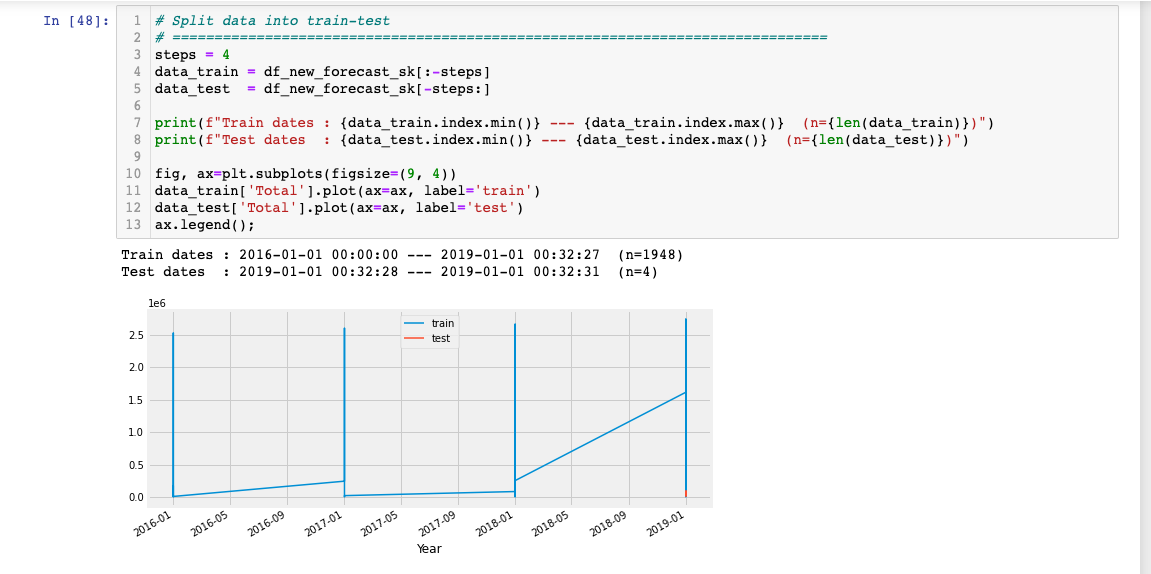 In [48]:
1 # Split data into train-test
2 # ==============================================================================
3 steps = 4
4 data_train = df_new_forecast_sk[:-steps]
5 data_test  = df_new_forecast_sk[-steps:]
6
7 print(f"Train dates : {data_train.index.min()} --- {data_train.index.max()}  (n={len(data_train)})")
8 print(f"Test dates  : {data_test.index.min()} --- {data_test.index.max()}  (n={len(data_test)})")
9
10 fig, ax=plt.subplots(figsize=(9, 4))
11 data_train['Total'].plot(ax=ax, label='train')
12 data_test['Total'].plot(ax=ax, label='test')
13 ax.legend();
Train dates : 2016-01-01 00:00:00 --- 2019-01-01 00:32:27  (n=1948)
Test dates  : 2019-01-01 00:32:28 --- 2019-01-01 00:32:31  (n=4)
1e6
train
test
2.5
2.0
1.5
1.0
0.5
0.0
2016-01 2016-05 2016-09 2017-01 2017-05 2017-09 2018-01 2018-05 2018-09 2019-01
Year